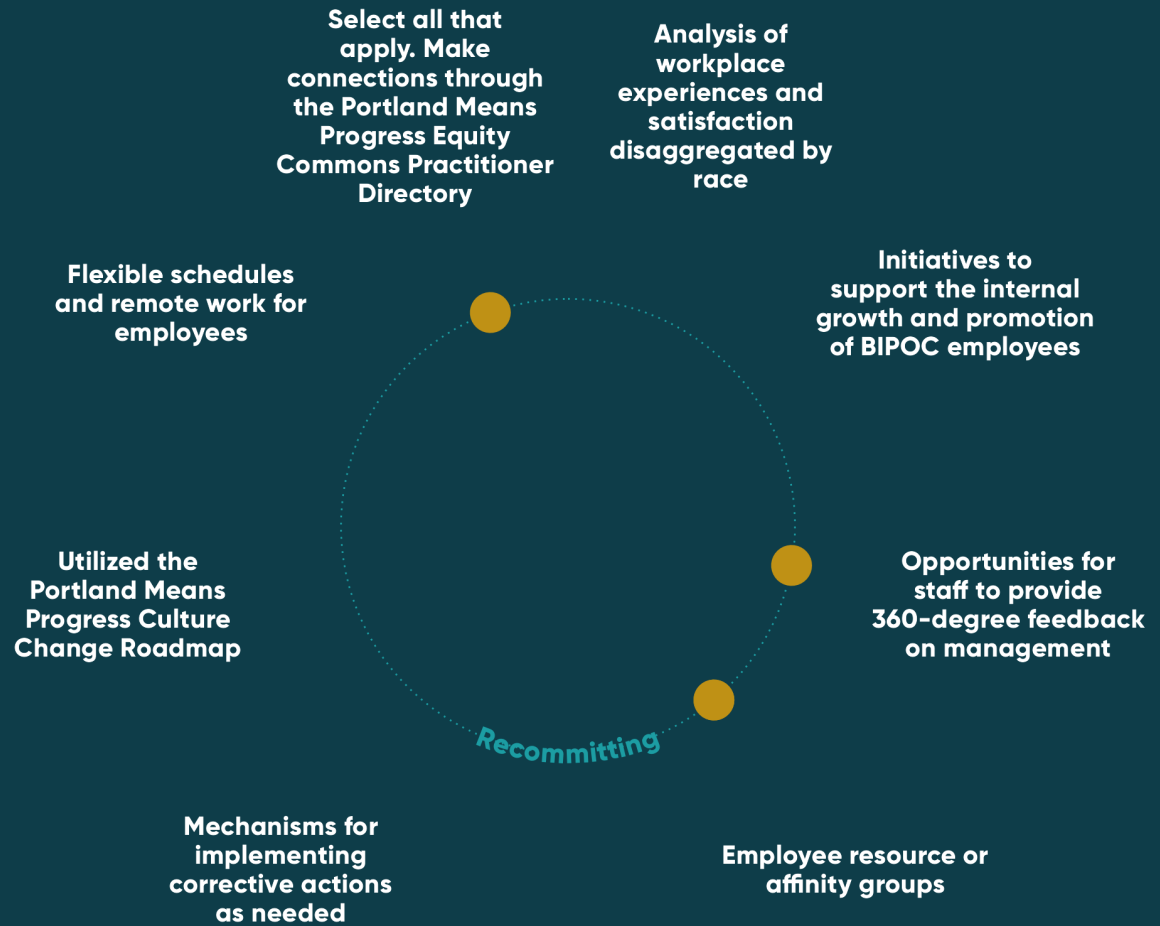 Select all that
apply. Make
connections through
the Portland Means
Progress Equity
Commons Practitioner
Directory
Analysis of
workplace
experiences and
satisfaction
disaggregated by
race
Flexible schedules
and remote work for
employees
Initiatives to
support the internal
growth and promotion
of BIPOC employees
Utilized the
Portland Means
Progress Culture
Change Roadmap
Opportunities for
staff to provide
360-degree feedback
on management
Recommitting
Mechanisms for
implementing
corrective actions
as needed
Employee resource or
affinity groups